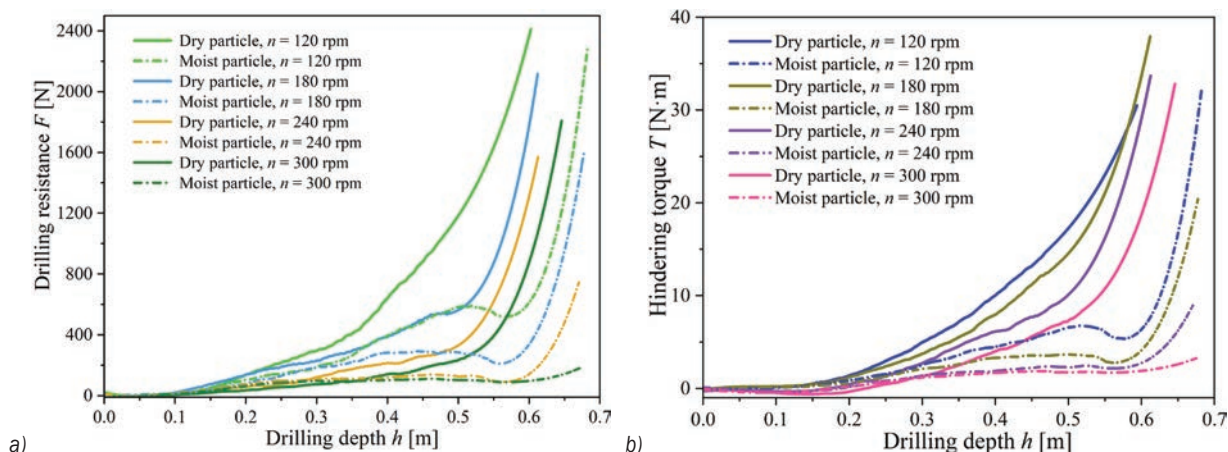 2400
2000
1600
1200
800
400
0
Drilling resistance F [N]
Dry particle, n = 120 rpm
Moist particle, n = 120 rpm
Dry particle, n = 180 rpm
Moist particle, n = 180 rpm
Dry particle, n = 240 rpm
Moist particle, n = 240 rpm
Dry particle, n = 300 rpm
Moist particle, n = 300 rpm
0.0 0.1 0.2 0.3 0.4 0.5 0.6 0.7
Drilling depth h [m]
a)
40
30
20
10
0
Hindering torque T [N·m]
Dry particle, n = 120 rpm
Moist particle, n = 120
Dry particle, n = 180 rpm
Moist particle, n = 180 rpm
Dry particle, n = 240 rpm
Moist particle, n = 240 rpm
Dry particle, n = 300 rpm
Moist particle, n = 300 rpm
0.0 0.1 0.2 0.3 0.4 0.5 0.6 0.7
Drilling depth h [m]
b)